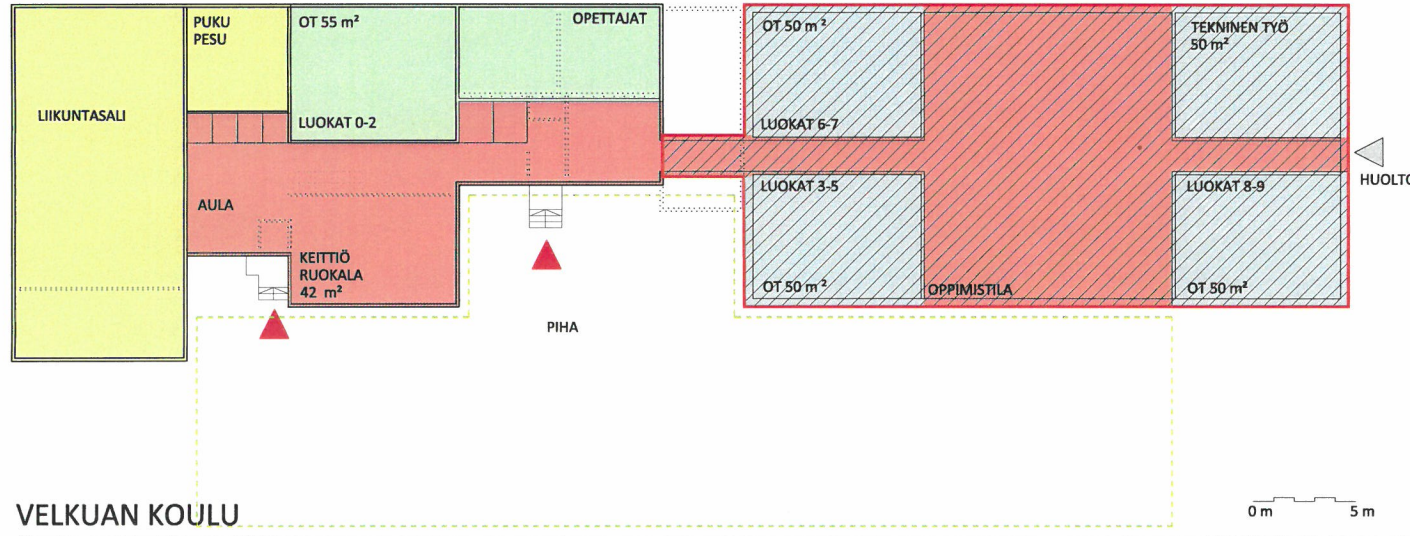 PUKU
PESU
OT 55 m²
OPETTAJAT
OT 50 m²
TEKNINEN TYÖ
50 m²
LIIKUNTASALI
LUOKAT 0-2
LUOKAT 6-7
HUOLTO
LUOKAT 3-5
LUOKAT 8-9
AULA
KEITTIÖ
RUOKALA
42 m²
OT 50 m²
OPPIMISTILA
OT 50 m²
PIHA
VELKUAN KOULU
0 m 5 m